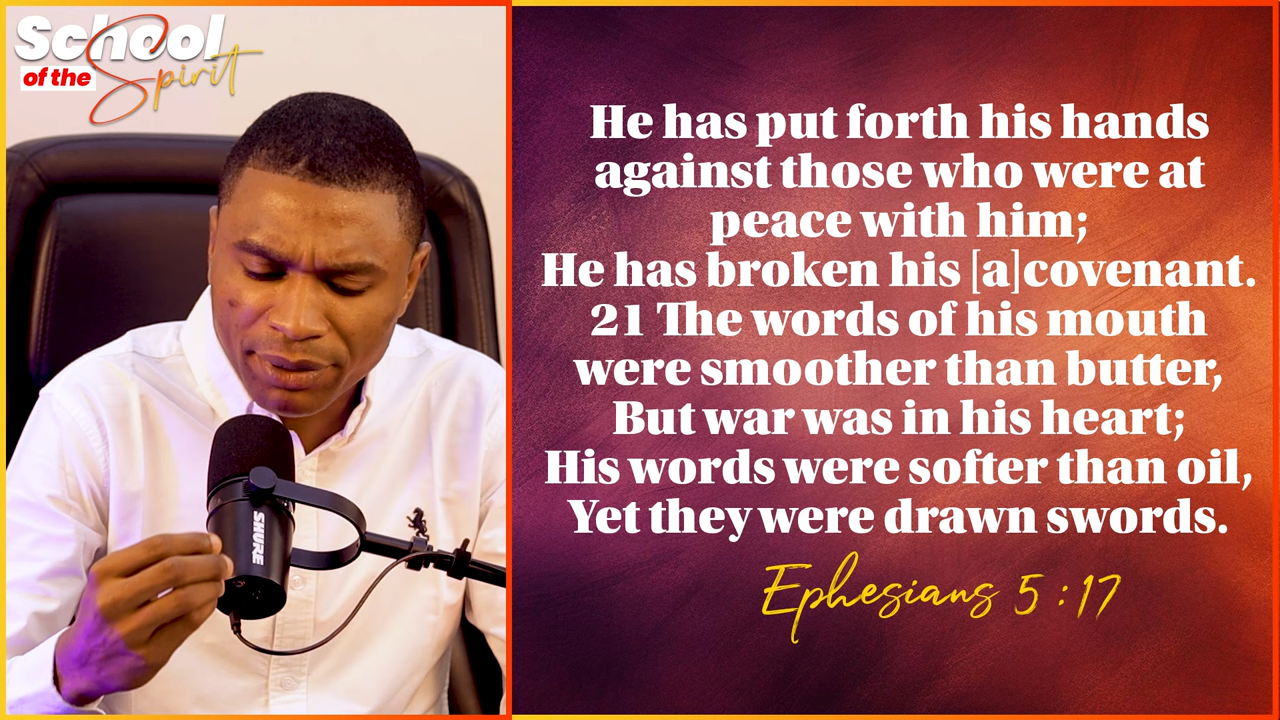 School
of the Spirit
He has put forth his hands
against those who were at
peace with him;
He has broken his [a]covenant.
21 The words of his mouth
were smoother than butter,
But war was in his heart;
His words were softer than oil,
Yet they were drawn swords.
Ephesians 5 : 17
SHURE